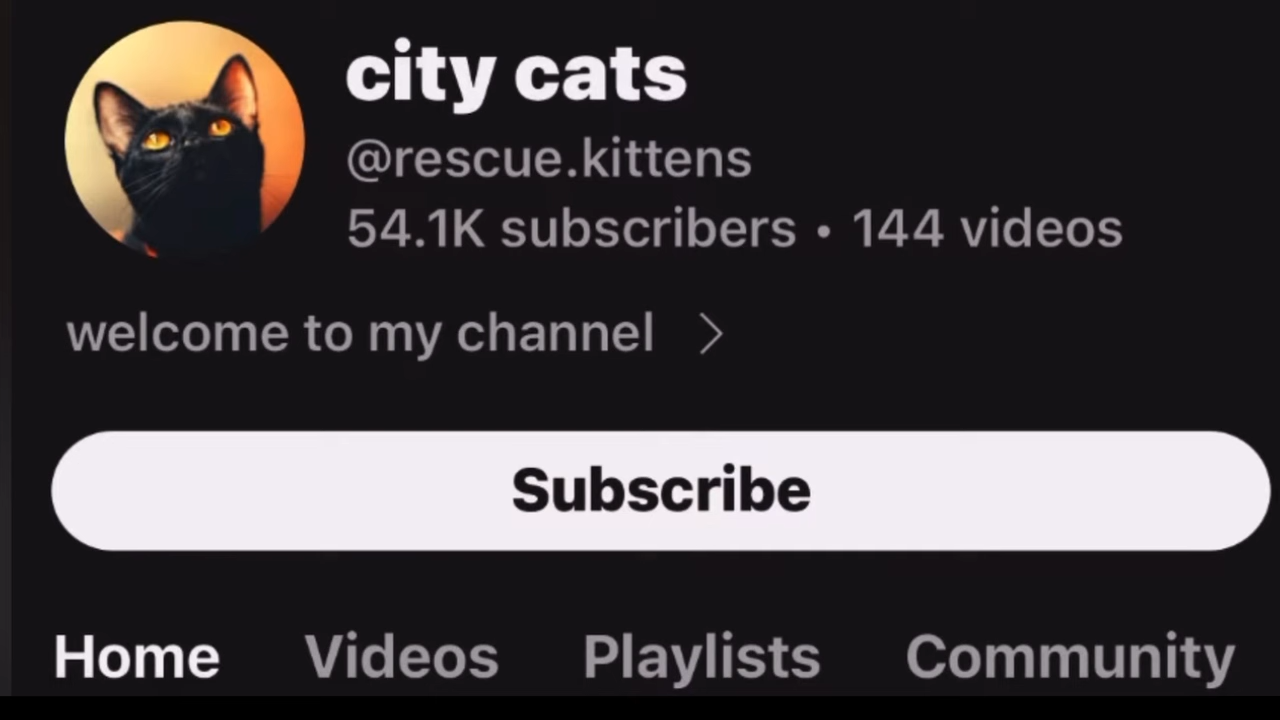 city cats
@rescue.kittens
54.1K subscribers • 144 videos
welcome to my channel >
Subscribe
Home Videos Playlists Community